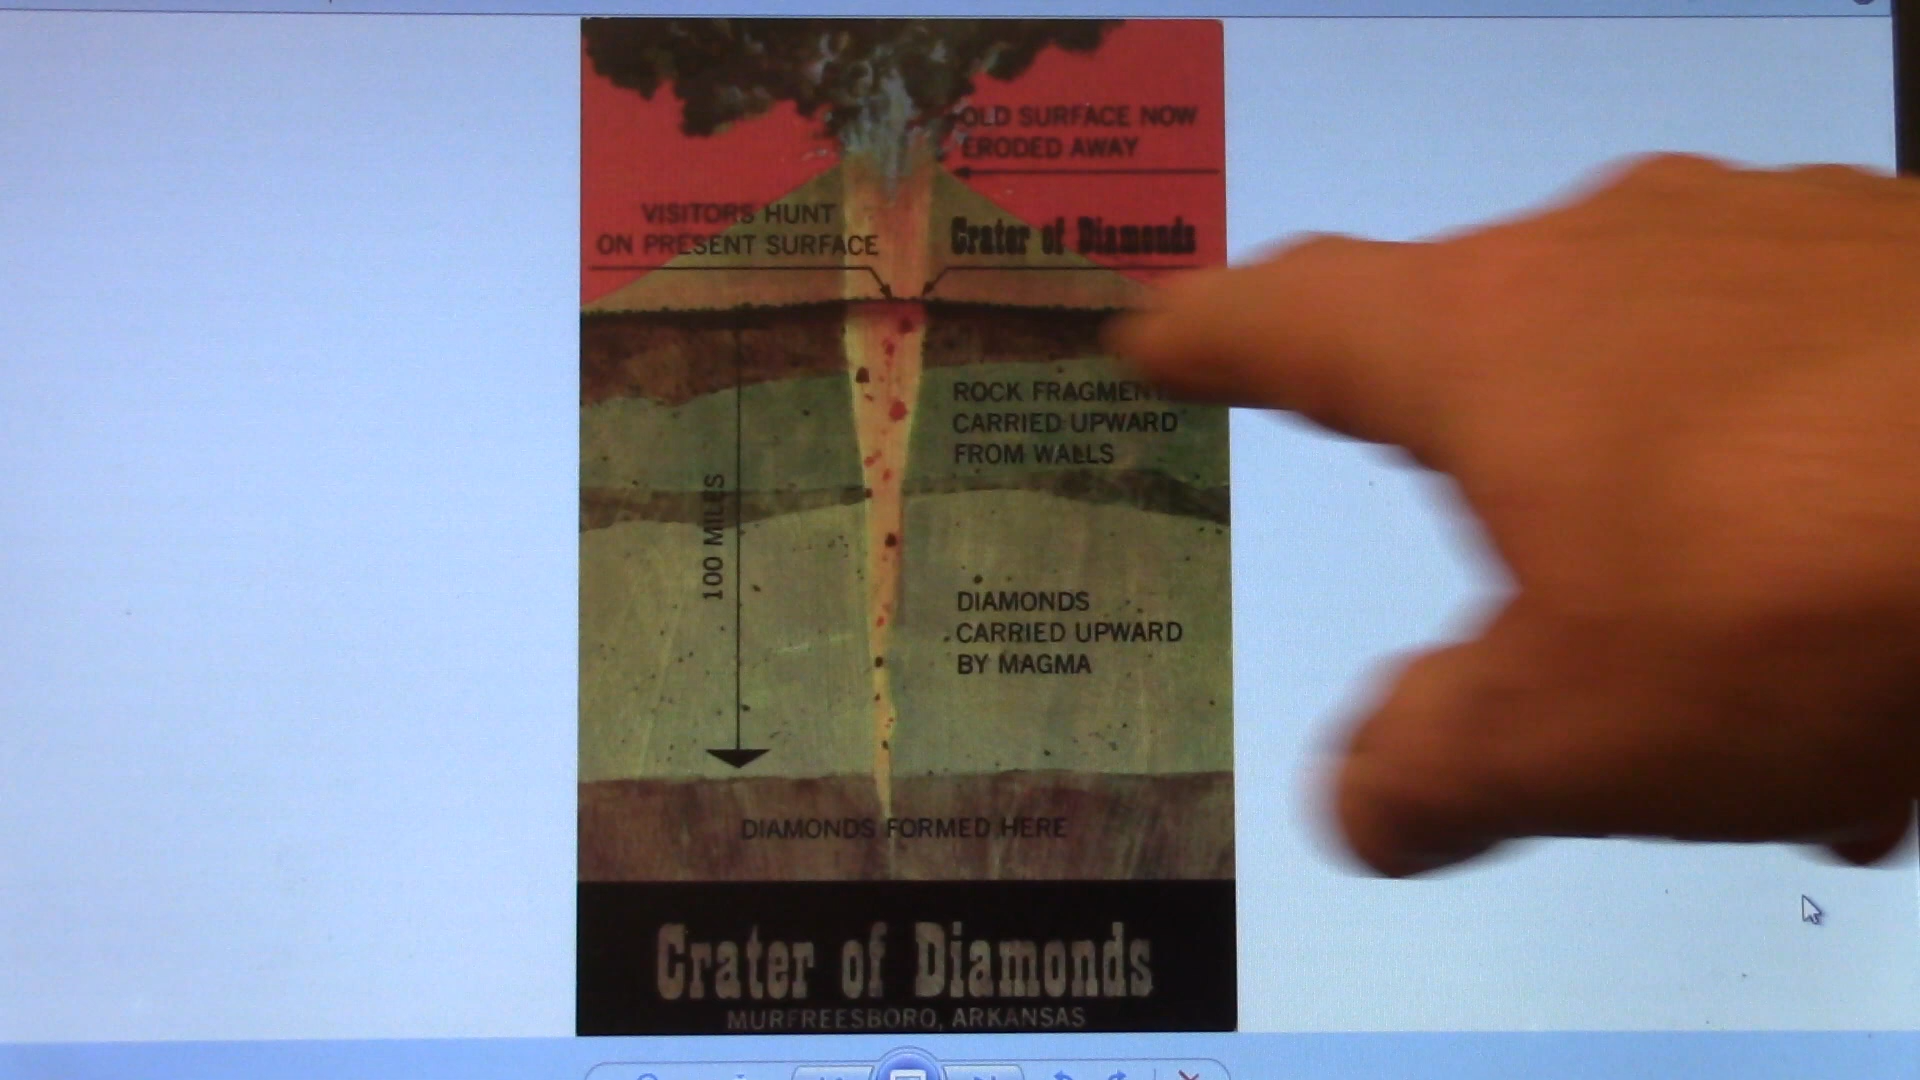 OLD SURFACE NOW
ERODED AWAY
VISITORS HUNT
ON PRESENT SURFACE
Crater of Diamonds
ROCK FRAGMENT
CARRIED UPWARD
FROM WALLS
100 MILES
DIAMONDS
CARRIED UPWARD
BY MAGMA
DIAMONDS FORMED HERE
Crater of Diamonds
MURFREESBORO, ARKANSAS